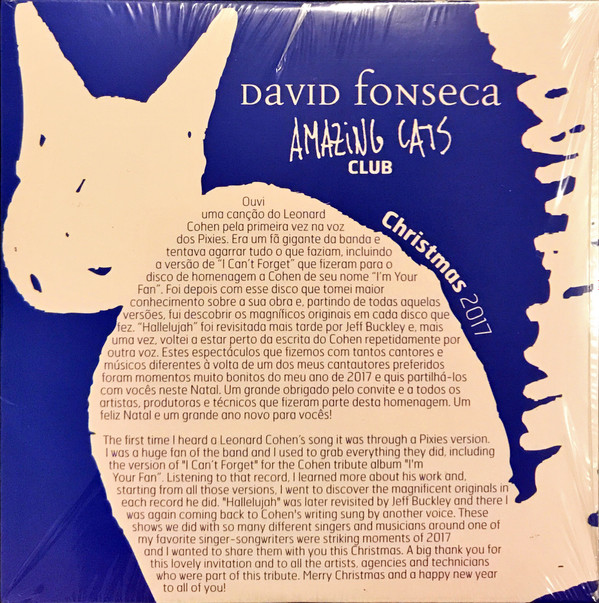 DAVID FONSECA
AMAZING CATS
CLUB
Christmas 2017
Ouvi
uma canção do Leonard
Cohen pela primeira vez na voz
dos Pixies. Era um fã gigante da banda e
tentava agarrar tudo o que faziam, incluindo
a versão de "I Can't Forget" que fizeram para o
disco de homenagem a Cohen de seu nome "I'm Your
Fan". Foi depois com esse disco que tomei maior
conhecimento sobre a sua obra e, partindo de todas aquelas
versões, fui descobrir os magníficos originais em cada disco que
fez. "Hallelujah" foi revisitada mais tarde por Jeff Buckley e, mais
uma vez, voltei a estar perto da escrita do Cohen repetidamente por
outra voz. Estes espectáculos que fizemos com tantos cantores e
músicos diferentes à volta de um dos meus cantautores preferidos
foram momentos muito bonitos do meu ano de 2017 e quis partilhá-los
com vocês neste Natal. Um grande obrigado pelo convite e a todos os
artistas, produtoras e técnicos que fizeram parte desta homenagem. Um
feliz Natal e um grande ano novo para vocês!
The first time I heard a Leonard Cohen's song it was through a Pixies version.
I was a huge fan of the band and I used to grab everything they did, including
the version of "I Can't Forget" for the Cohen tribute album "I'm
Your Fan". Listening to that record, I learned more about his work and,
starting from all those versions, I went to discover the magnificent originals in
each record he did. "Hallelujah" was later revisited by Jeff Buckley and there I
was again coming back to Cohen's writing sung by another voice. These
shows we did with so many different singers and musicians around one of
my favorite singer-songwriters were striking moments of 2017
and I wanted to share them with you this Christmas. A big thank you for
this lovely invitation and to all the artists, agencies and technicians
who were part of this tribute. Merry Christmas and a happy new year
to all of you!